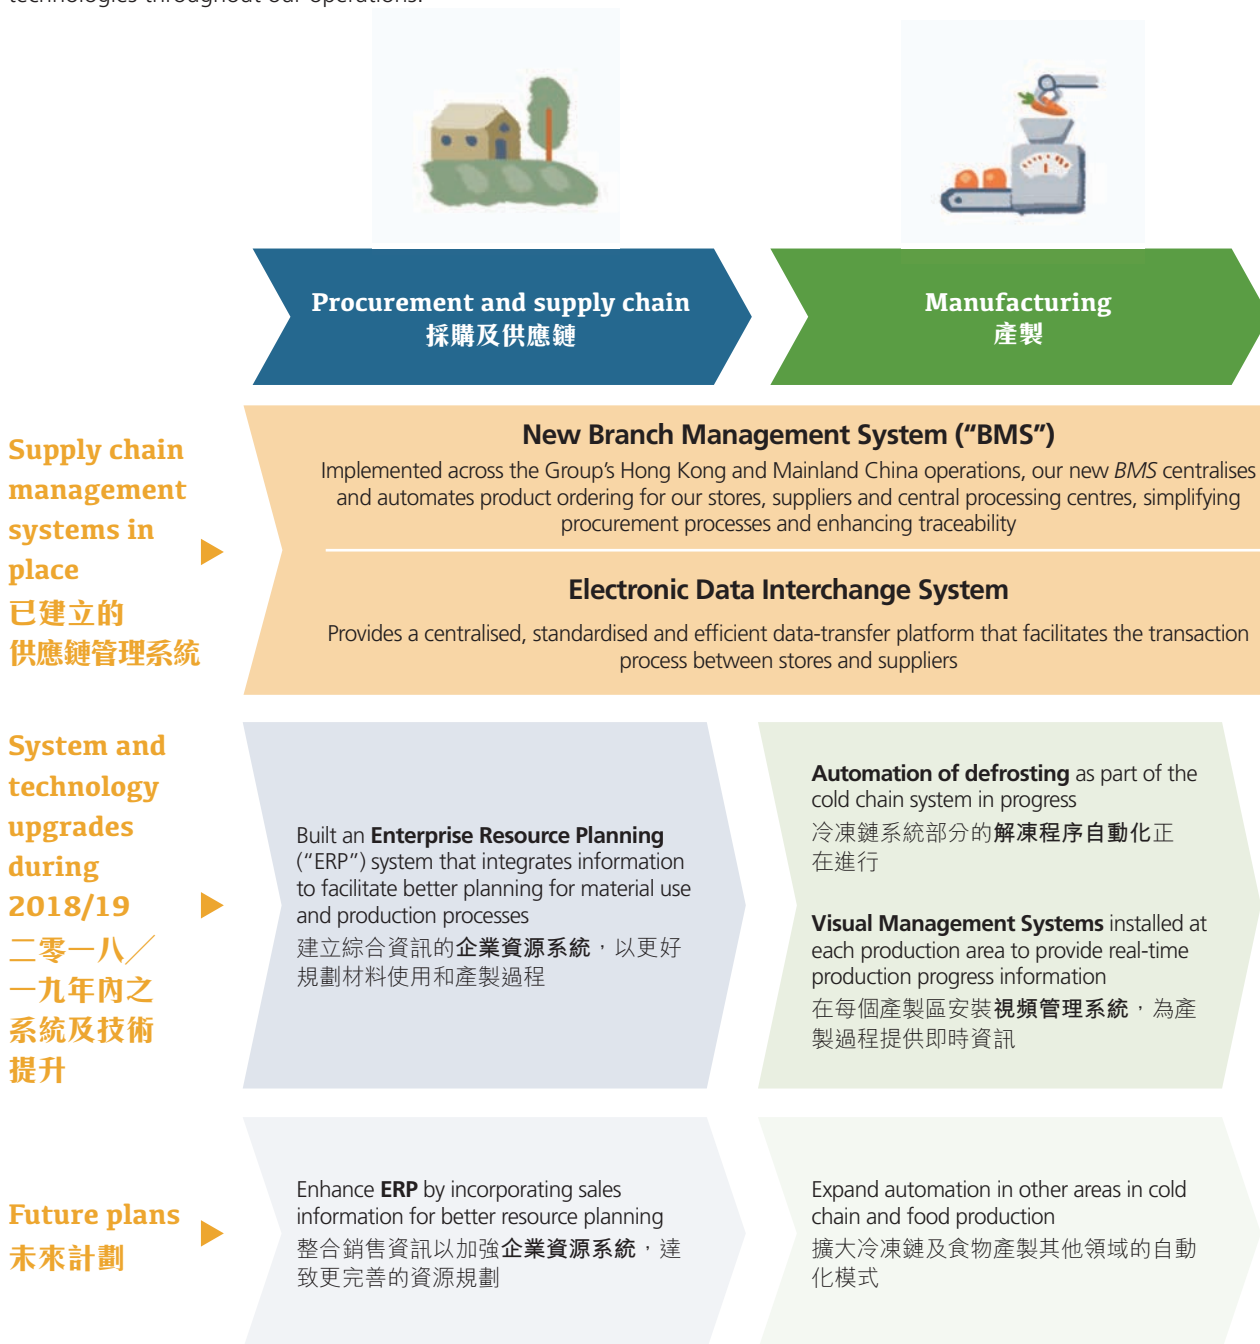 technologies throughout our operations.
Procurement and supply chain
採購及供應鏈
Manufacturing
產製
Supply chain
management
systems in
place
已建立的
供應鏈管理系統
New Branch Management System (“BMS”)
Implemented across the Group’s Hong Kong and Mainland China operations, our new BMS centralises
and automates product ordering for our stores, suppliers and central processing centres, simplifying
procurement processes and enhancing traceability
Electronic Data Interchange System
Provides a centralised, standardised and efficient data-transfer platform that facilitates the transaction
process between stores and suppliers
System and
technology
upgrades
during
2018/19
二零一八／
一九年內之
系統及技術
提升
Built an Enterprise Resource Planning
(“ERP”) system that integrates information
to facilitate better planning for material use
and production processes
建立綜合資訊的企業資源系統，以更好
規劃材料使用和產製過程
Automation of defrosting as part of the
cold chain system in progress
冷凍鏈系統部分的解凍程序自動化正
在進行
Visual Management Systems installed at
each production area to provide real-time
production progress information
在每個產製區安裝視頻管理系統，為產
製過程提供即時資訊
Future plans
未來計劃
Enhance ERP by incorporating sales
information for better resource planning
整合銷售資訊以加強企業資源系統，達
致更完善的資源規劃
Expand automation in other areas in cold
chain and food production
擴大冷凍鏈及食物產製其他領域的自動
化模式